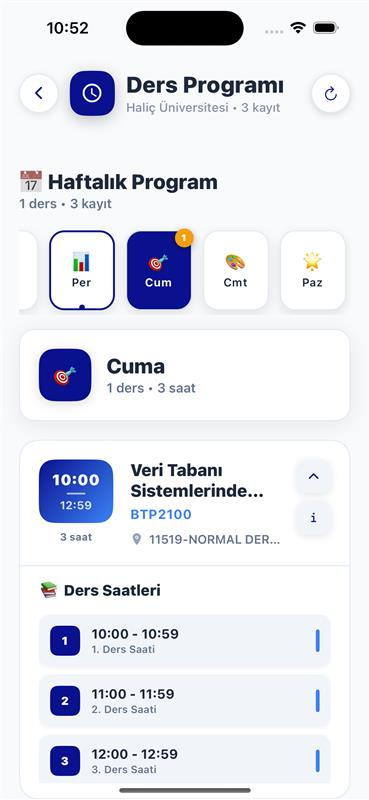 10:52
Ders Programı
Haliç Üniversitesi • 3 kayıt
17 Haftalık Program
1 ders • 3 kayıt
Per
1
Cum
Cmt
Paz
Cuma
1 ders • 3 saat
10:00
12:59
3 saat
Veri Tabanı
Sistemlerinde...
BTP2100
11519-NORMAL DER...
i
Ders Saatleri
1
10:00 - 10:59
1. Ders Saati
2
11:00 - 11:59
2. Ders Saati
3
12:00 - 12:59
3. Ders Saati